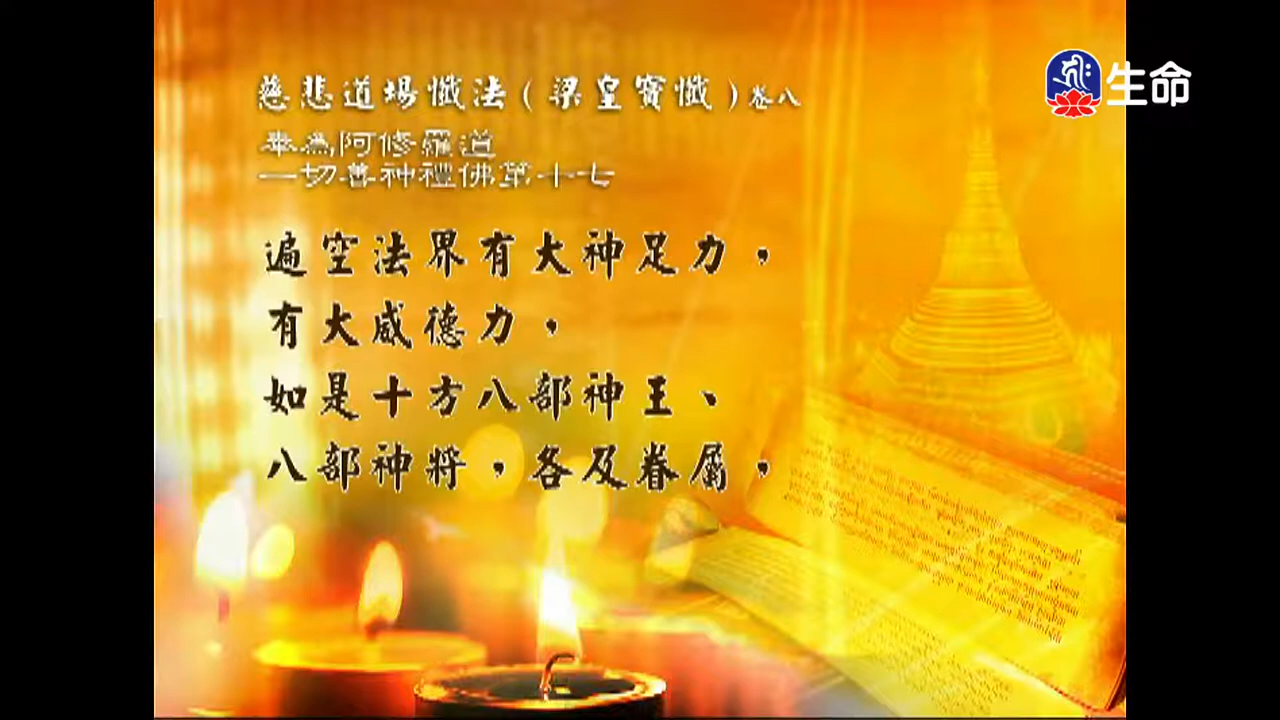 慈悲道場懺法(梁皇寶懺)卷八
奉為阿修羅道
一切善神禮佛第十七
遍空法界有大神足力,
有大威德力,
如是十方八部神王、
八部神將,各及眷屬,
生命